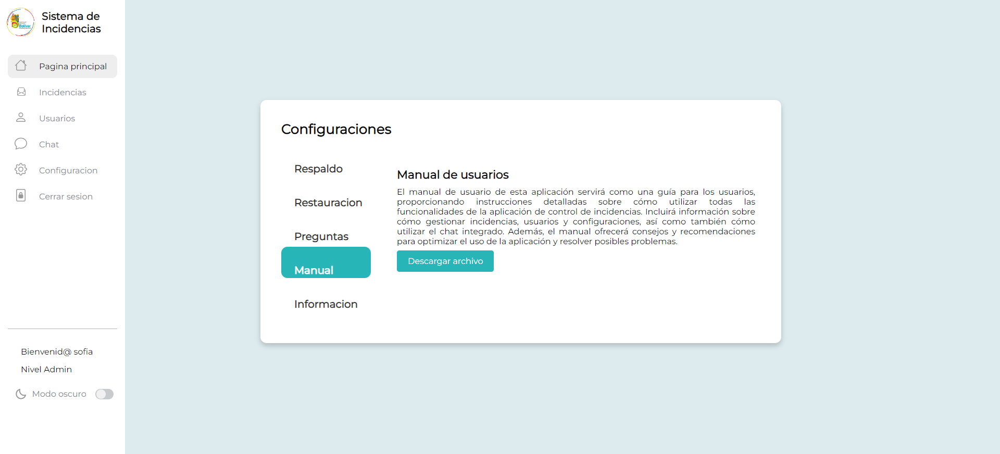 Bolívar
Sistema de
Incidencias
Pagina principal
Incidencias
Usuarios
Chat
Configuracion
Cerrar sesion
Bienvenid@ sofia
Nivel Admin
Modo oscuro
Configuraciones
Respaldo
Restauracion
Preguntas
Manual
Informacion
Manual de usuarios
El manual de usuario de esta aplicación servirá como una guía para los usuarios,
proporcionando instrucciones detalladas sobre cómo utilizar todas las
funcionalidades de la aplicación de control de incidencias. Incluirá información sobre
cómo gestionar incidencias, usuarios y configuraciones, así como también cómo
utilizar el chat integrado. Además, el manual ofrecerá consejos y recomendaciones
para optimizar el uso de la aplicación y resolver posibles problemas.
Descargar archivo